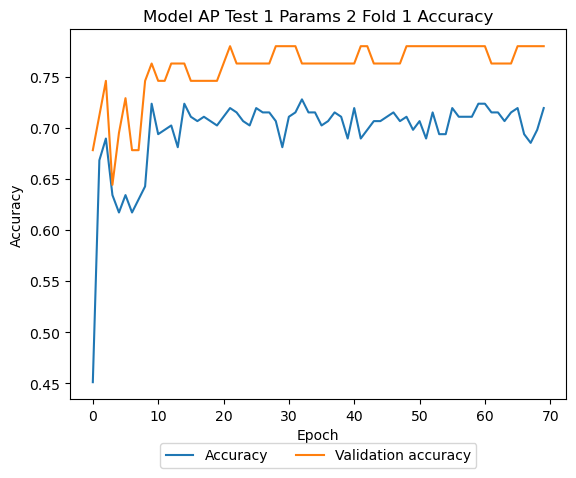 Model AP Test 1 Params 2 Fold 1 Accuracy
Accuracy
0.75
0.70
0.65
0.60
0.55
0.50
0.45
0 10 20 30 40 50 60 70
Epoch
Accuracy Validation accuracy